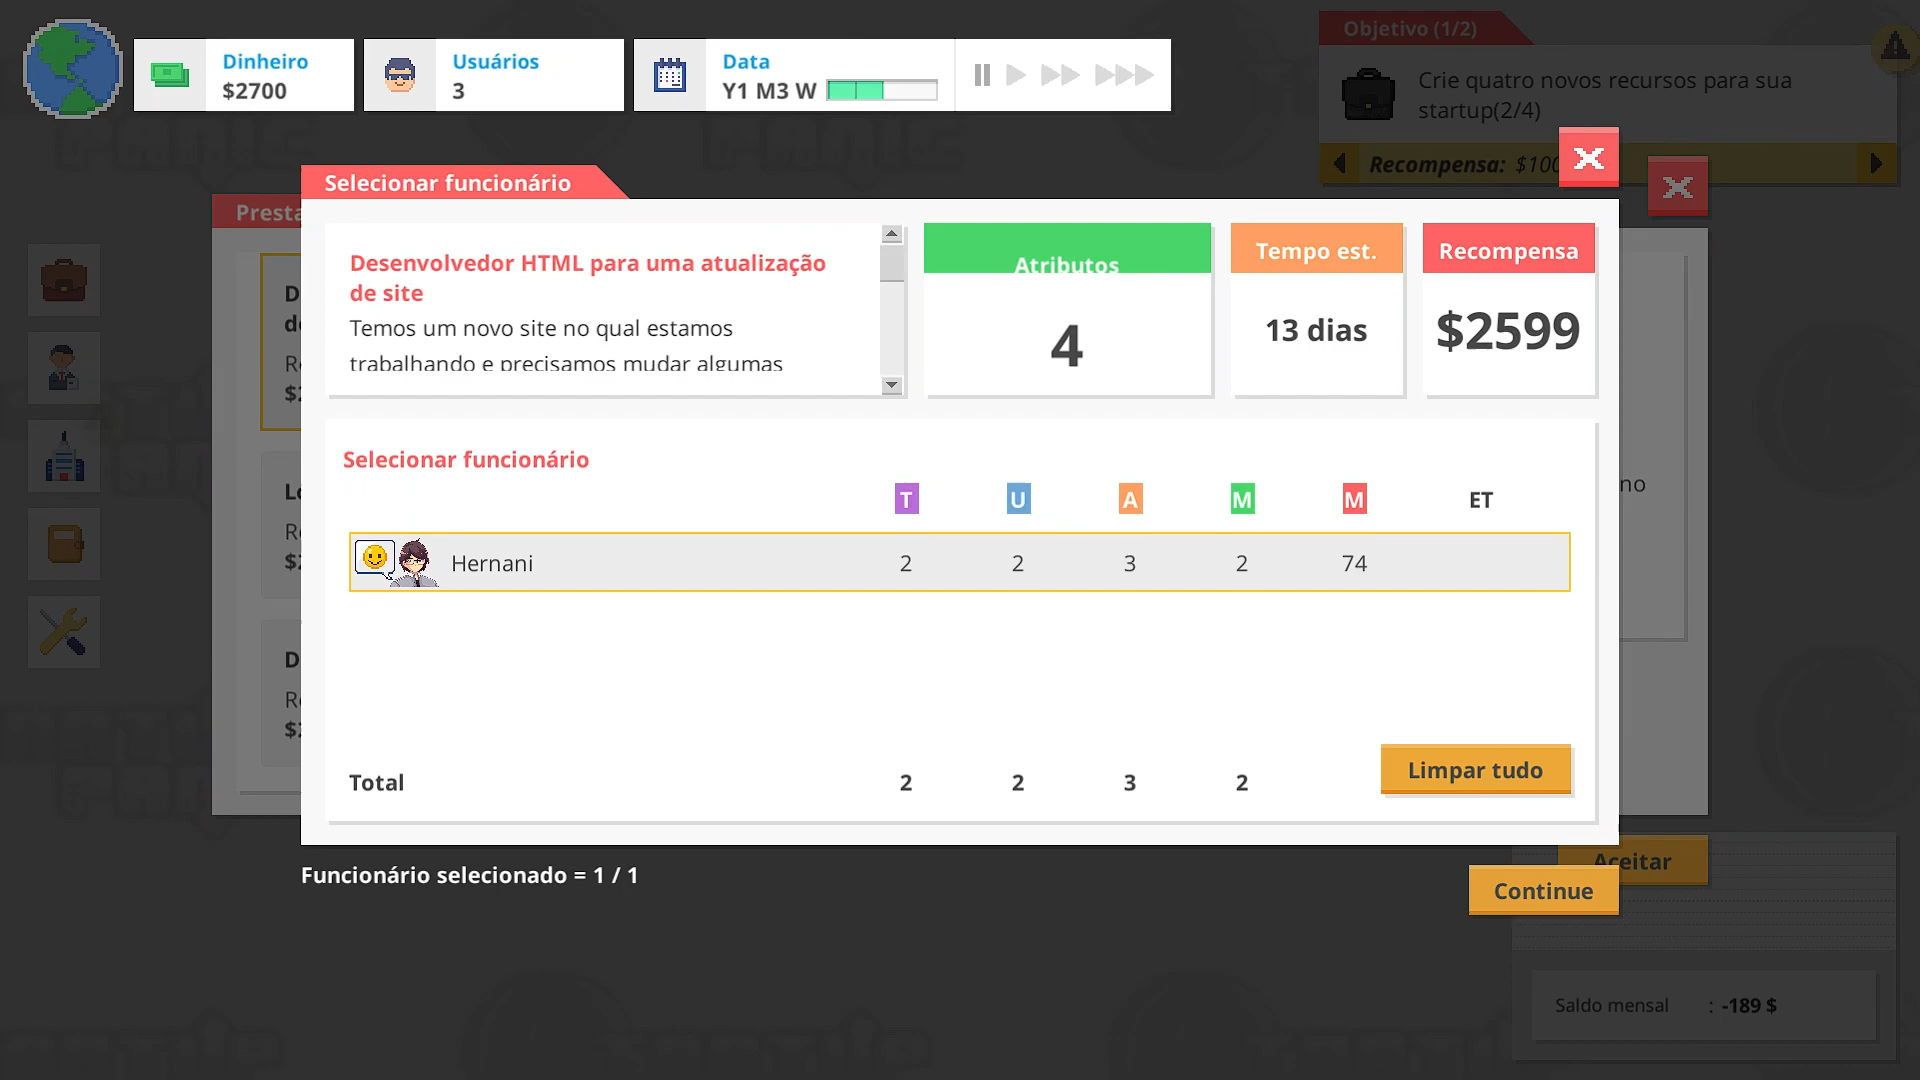 Dinheiro
$2700
Usuários
3
Data
Y1 M3 W
Objetivo (1/2)
Crie quatro novos recursos para sua
startup(2/4)
Recompensa: $100
Selecionar funcionário
Desenvolvedor HTML para uma atualização
de site
Temos um novo site no qual estamos
trabalhando e precisamos mudar algumas
Atributos
4
Tempo est.
13 dias
Recompensa
$2599
Selecionar funcionário
T U A M M ET
Hernani 2 2 3 2 74
Total 2 2 3 2
Limpar tudo
Funcionário selecionado = 1 / 1
Continue
Aceitar
Saldo mensal : -189 $